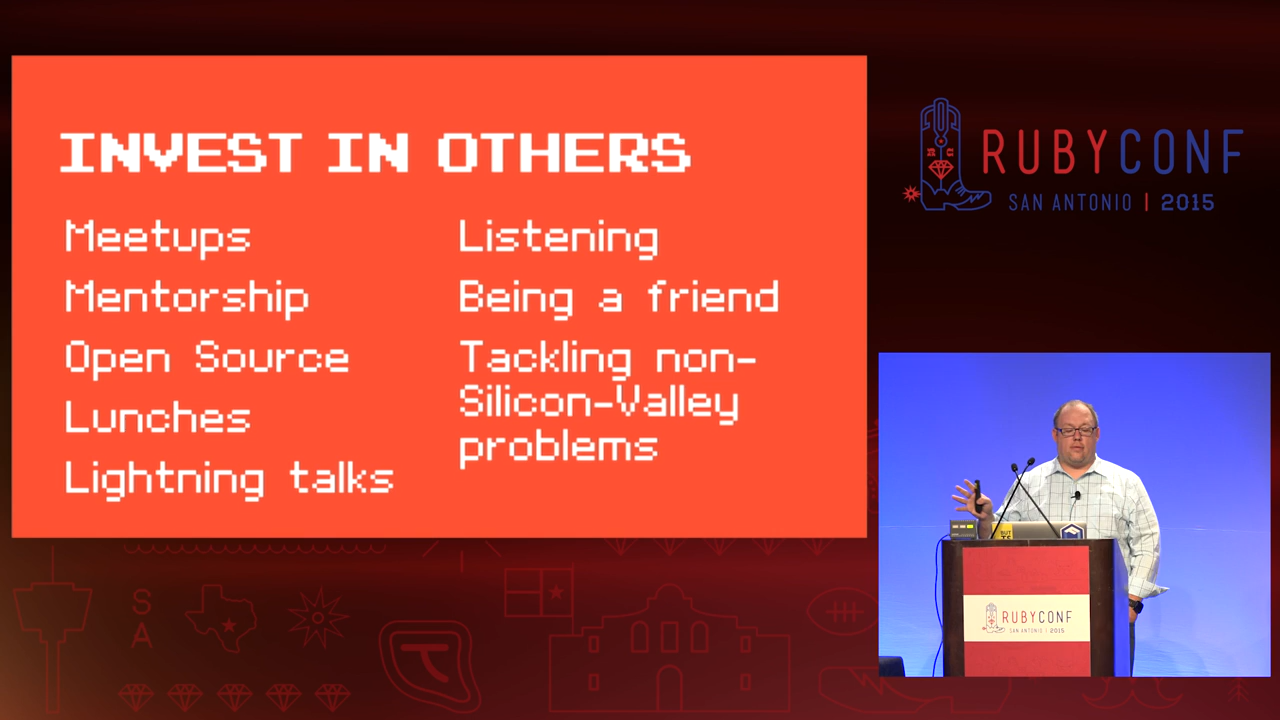 INVEST IN OTHERS
Meetups
Mentorship
Open Source
Lunches
Lightning talks
Listening
Being a friend
Tackling non-
Silicon-Valley
problems
RUBYCONF
SAN ANTONIO | 2015
RUBYCONF
SAN ANTONIO | 2015
S
A